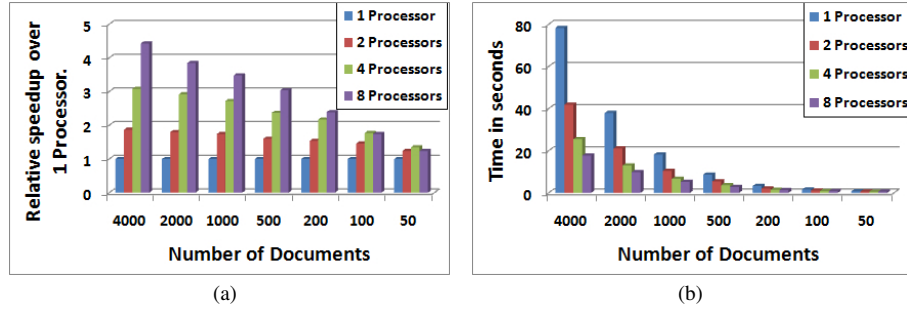 Relative speedup over
1 Processor.
5
4
3
2
1
0
1 Processor
2 Processors
4 Processors
8 Processors
4000 2000 1000 500 200 100 50
Number of Documents
(a)
Time in seconds
80
60
40
20
0
1 Processor
2 Processors
4 Processors
8 Processors
4000 2000 1000 500 200 100 50
Number of Documents
(b)